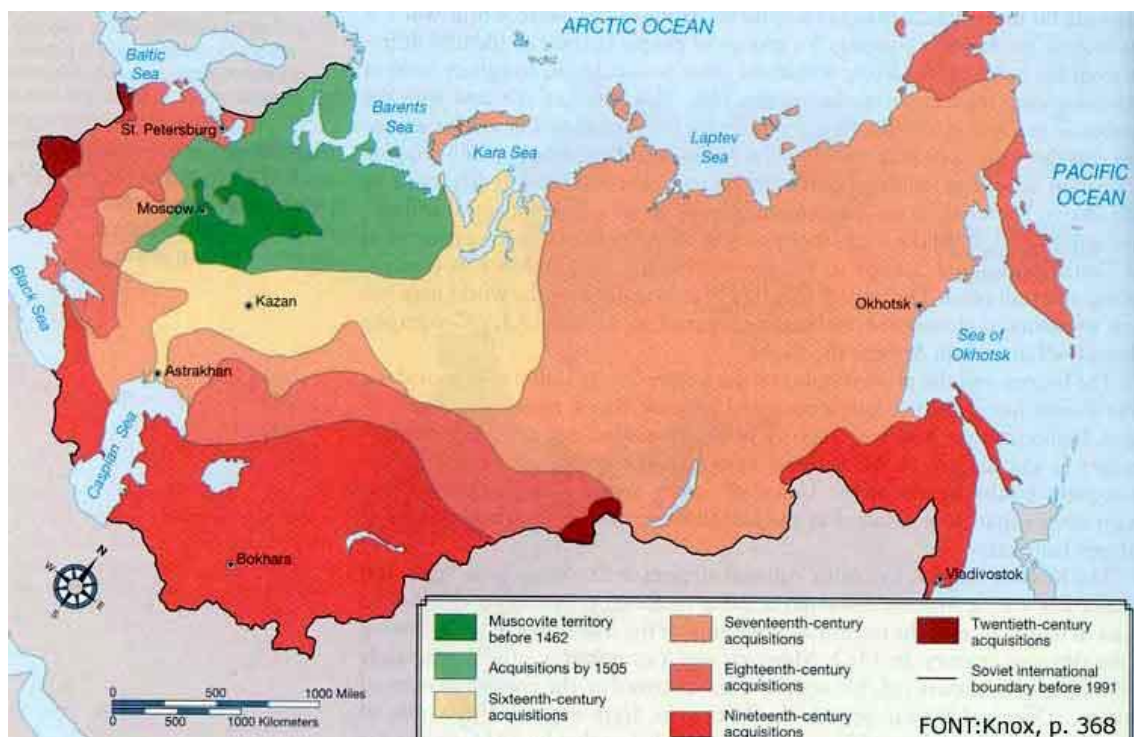 ARCTIC OCEAN
Baltic
Sea
St. Petersburg
Barents
Sea
Kara Sea
Laptev
Sea
PACIFIC
OCEAN
Moscow
Black Sea
Kazan
Okhotsk
Sea of
Okhotsk
Astrakhan
Caspian Sea
Bokhara
Vladivostok
N
W
E
S
Muscovite territory
before 1462
Acquisitions by 1505
Sixteenth-century
acquisitions
Seventeenth-century
acquisitions
Eighteenth-century
acquisitions
Nineteenth-century
acquisitions
Twentieth-century
acquisitions
Soviet international
boundary before 1991
0 500 1000 Miles
0 500 1000 Kilometers
FONT:Knox, p. 368